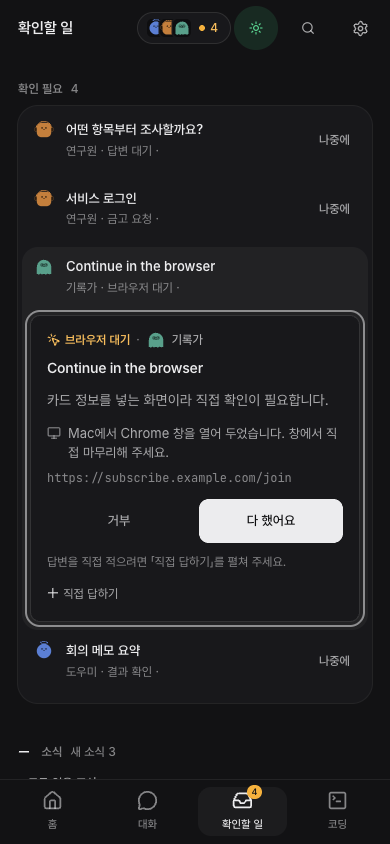 확인할 일
4
확인 필요 4
어떤 항목부터 조사할까요?
연구원 · 답변 대기 ·
나중에
서비스 로그인
연구원 · 금고 요청 ·
나중에
Continue in the browser
기록가 · 브라우저 대기 ·
브라우저 대기 · 기록가
Continue in the browser
카드 정보를 넣는 화면이라 직접 확인이 필요합니다.
Mac에서 Chrome 창을 열어 두었습니다. 창에서 직
접 마무리해 주세요.
https://subscribe.example.com/join
거부
다 했어요
답변을 직접 적으려면 「직접 답하기」를 펼쳐 주세요.
직접 답하기
회의 메모 요약
도우미 · 결과 확인 ·
나중에
소식 새 소식 3
4
홈
대화
확인할 일
코딩